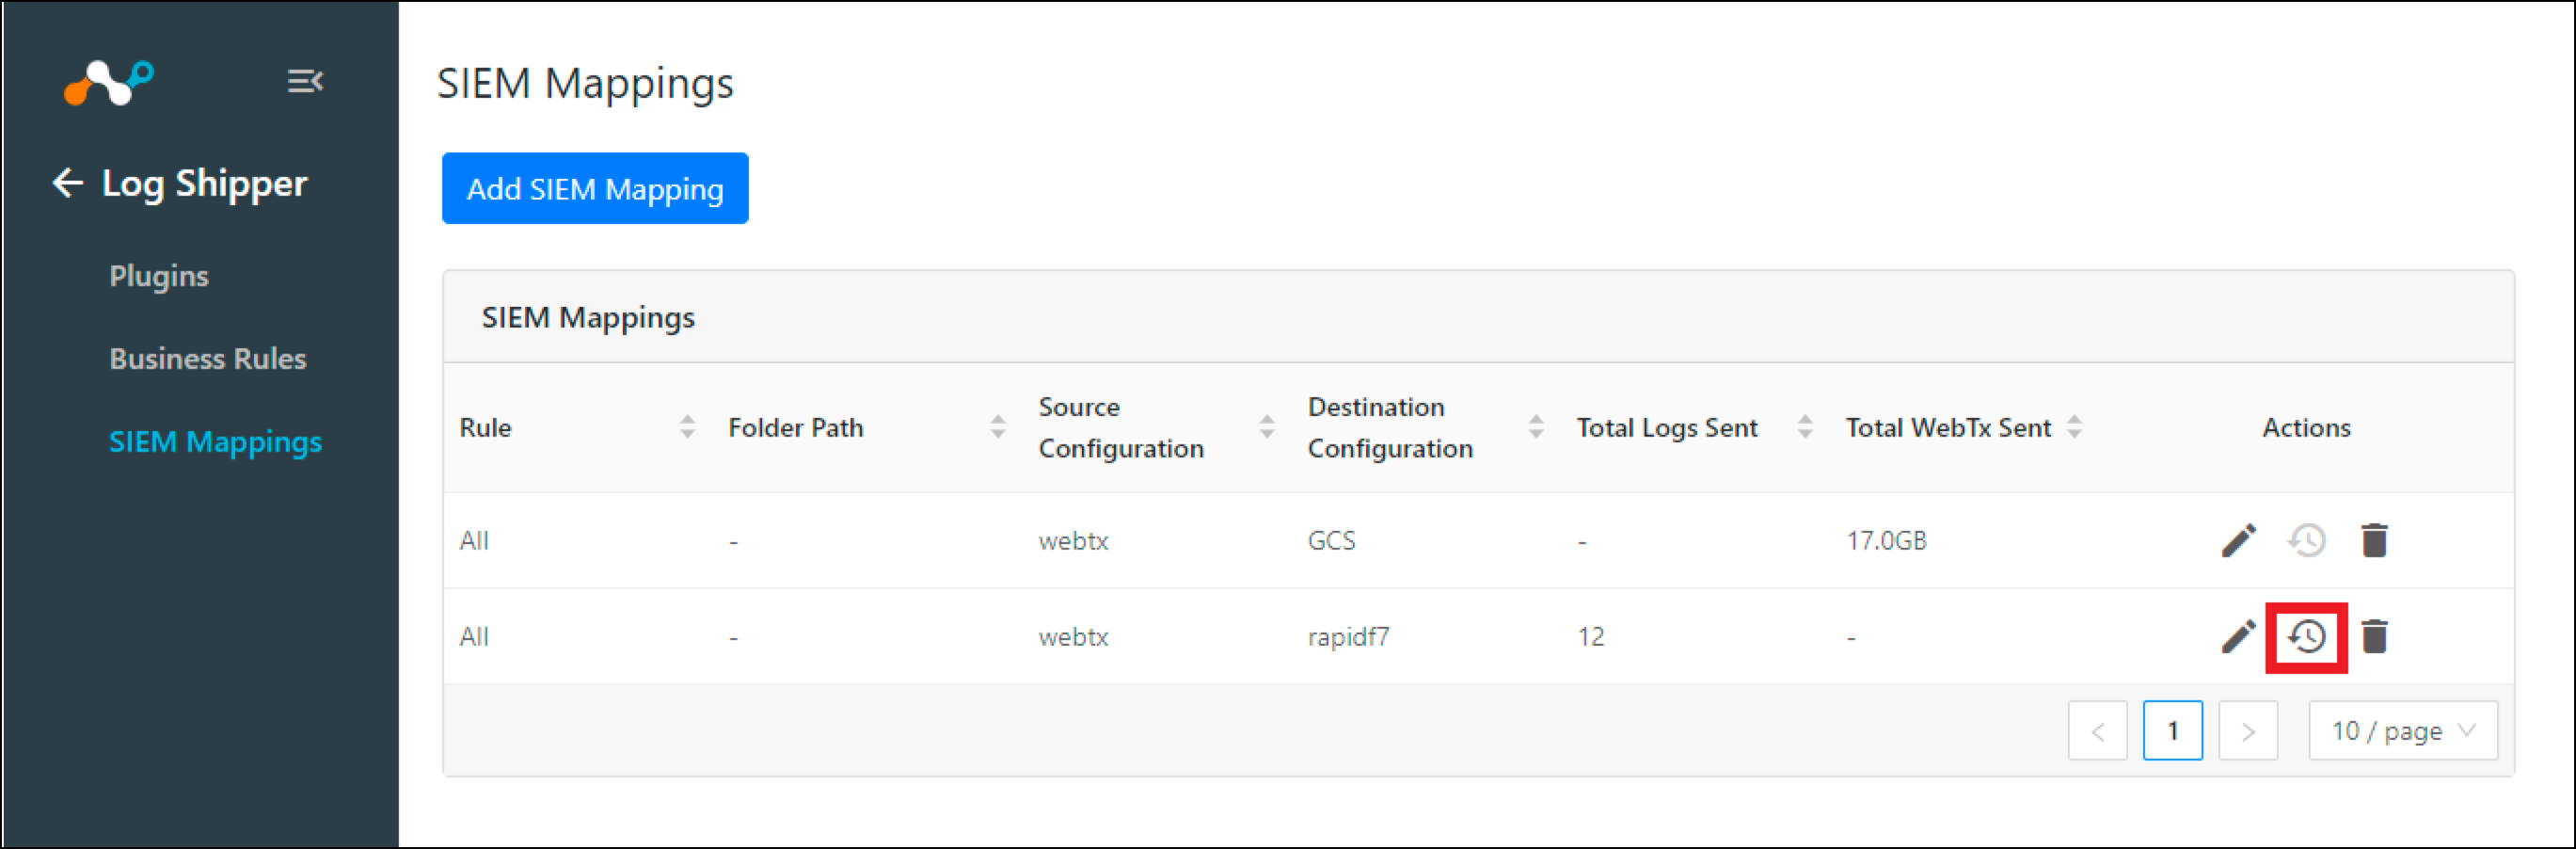 SIEM Mappings
Log Shipper
Plugins
Business Rules
SIEM Mappings
Add SIEM Mapping
SIEM Mappings
Rule
Folder Path
Source
Configuration
Destination
Configuration
Total Logs Sent
Total WebTx Sent
Actions
All - webtx GCS - 17.0GB
All - webtx rapidf7 12 -
< 1 > 10 / page